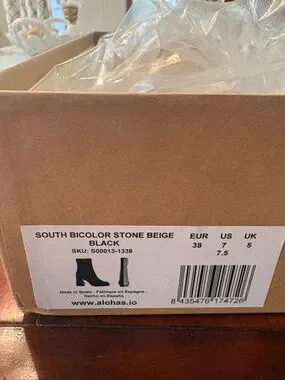 SOUTH BICOLOR STONE BEIGE BLACK
SKU: S00013-1338
EUR US UK
38 7 5
7.5
Made in Spain - Fabriqué en Espagne -
Hecho en España
www.alohas.io
8 435476 174726